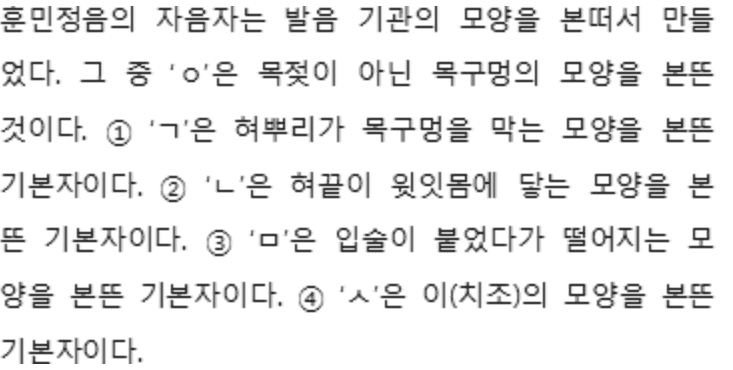 훈민정음의 자음자는 발음 기관의 모양을 본떠서 만들
었다. 그 중 ‘ㅇ’은 목젖이 아닌 목구멍의 모양을 본뜬
것이다. ① ‘ㄱ’은 혀뿌리가 목구멍을 막는 모양을 본뜬
기본자이다. ② ‘ㄴ’은 혀끝이 윗잇몸에 닿는 모양을 본
뜬 기본자이다. ③ ‘ㅁ’은 입술이 붙었다가 떨어지는 모
양을 본뜬 기본자이다. ④ ‘ㅅ’은 이(치조)의 모양을 본뜬
기본자이다.